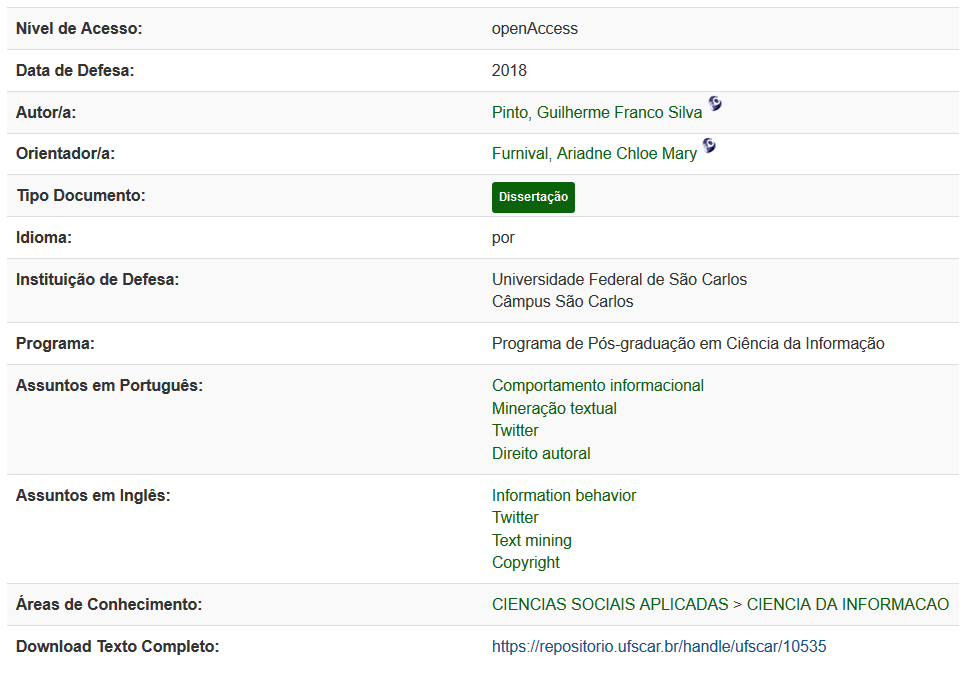 Nível de Acesso: openAccess
Data de Defesa: 2018
Autor/a: Pinto, Guilherme Franco Silva
Orientador/a: Furnival, Ariadne Chloe Mary
Tipo Documento: Dissertação
Idioma: por
Instituição de Defesa: Universidade Federal de São Carlos
Câmpus São Carlos
Programa: Programa de Pós-graduação em Ciência da Informação
Assuntos em Português: Comportamento informacional
Mineração textual
Twitter
Direito autoral
Assuntos em Inglês: Information behavior
Twitter
Text mining
Copyright
Áreas de Conhecimento: CIENCIAS SOCIAIS APLICADAS > CIENCIA DA INFORMACAO
Download Texto Completo: https://repositorio.ufscar.br/handle/ufscar/10535